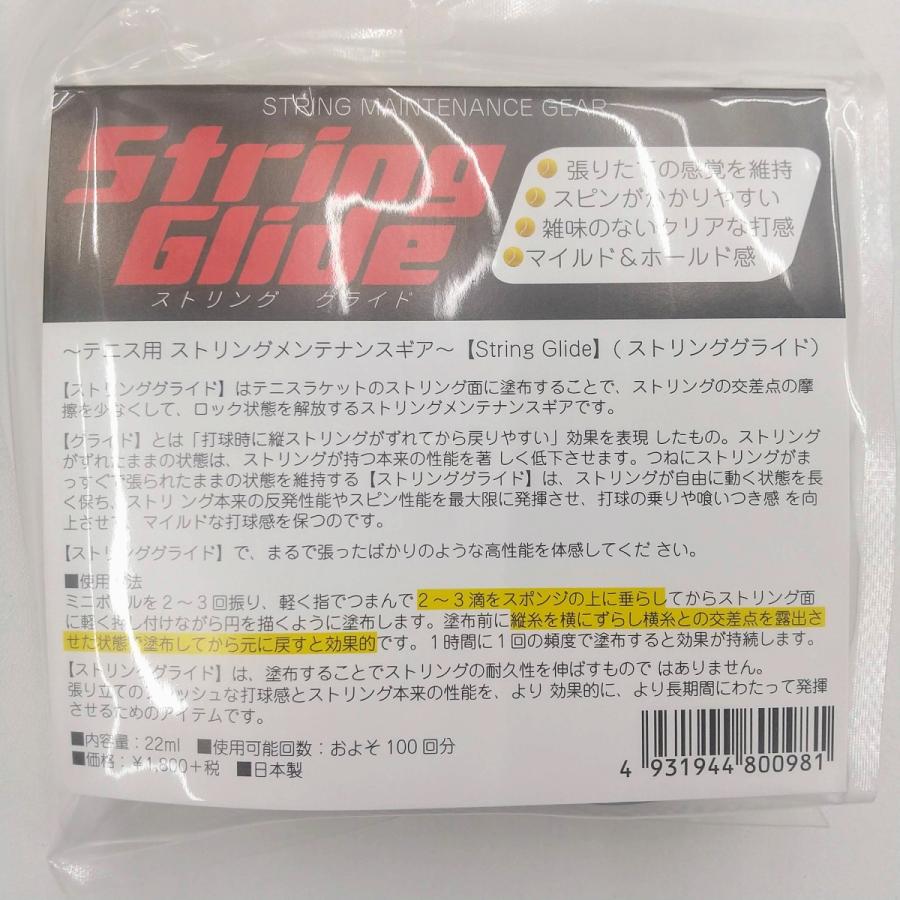 STRING MAINTENANCE GEAR
String
Glide
ストリング グライド
張りたての感覚を維持
スピンがかかりやすい
雑味のないクリアな打感
マイルド＆ホールド感
～テニス用 ストリングメンテナンスギア～【String Glide】(ストリンググライド)
【ストリンググライド】はテニスラケットのストリング面に塗布することで、ストリングの交差点の摩
擦を少なくして、ロック状態を解放するストリングメンテナンスギアです。
【グライド】とは「打球時に縦ストリングがずれてから戻りやすい」効果を表現 したもの。ストリング
がずれたままの状態は、ストリングが持つ本来の性能を著 しく低下させます。つねにストリングがま
っすぐで張られたままの状態を維持する【ストリンググライド】は、ストリングが自由に動く状態を長
く保ち、ストリ ング本来の反発性能やスピン性能を最大限に発揮させ、打球の乗りや喰いつき感 を向
上させて、マイルドな打球感を保つのです。
【ストリンググライド】で、まるで張ったばかりのような高性能を体感してくだ さい。
■使用方法
ミニボトルを２～３回振り、軽く指でつまんで２～３滴をスポンジの上に垂らしてからストリング面
に軽く押し付けながら円を描くように塗布します。塗布前に縦糸を横にずらし横糸との交差点を露出さ
せた状態で塗布してから元に戻すと効果的です。１時間に１回の頻度で塗布すると効果が持続します。
【ストリンググライド】は、塗布することでストリングの耐久性を伸ばすもので はありません。
張り立てのフレッシュな打球感とストリング本来の性能を、より 効果的に、より長期間にわたって発揮
させるためのアイテムです。
■内容量：22ml ■使用可能回数：およそ100回分
■価格：￥1,800＋税 ■日本製
4 931944 800981